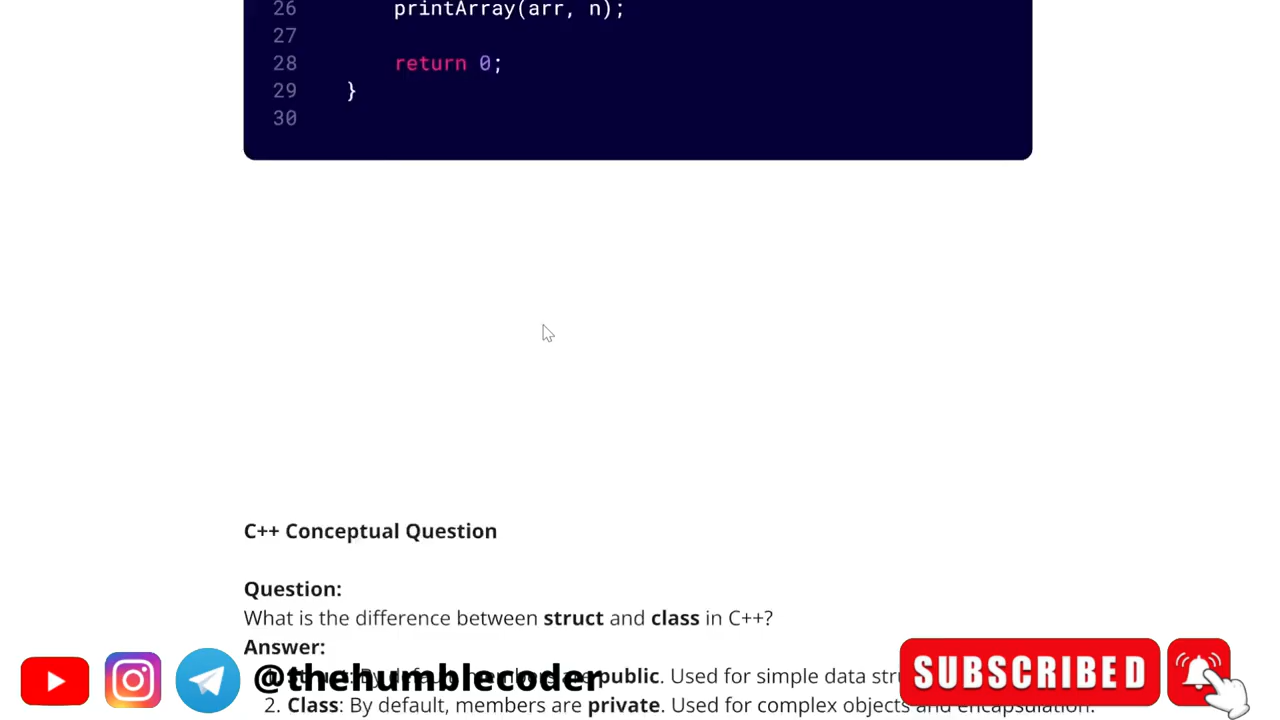 26 printArray(arr, n);
27
28 return 0;
29 }
30
C++ Conceptual Question
Question:
What is the difference between struct and class in C++?
Answer:
@thehumblecoder public. Used for simple data
SUBSCRIBED
2. Class: By default, members are private. Used for complex objects and encapsulation.